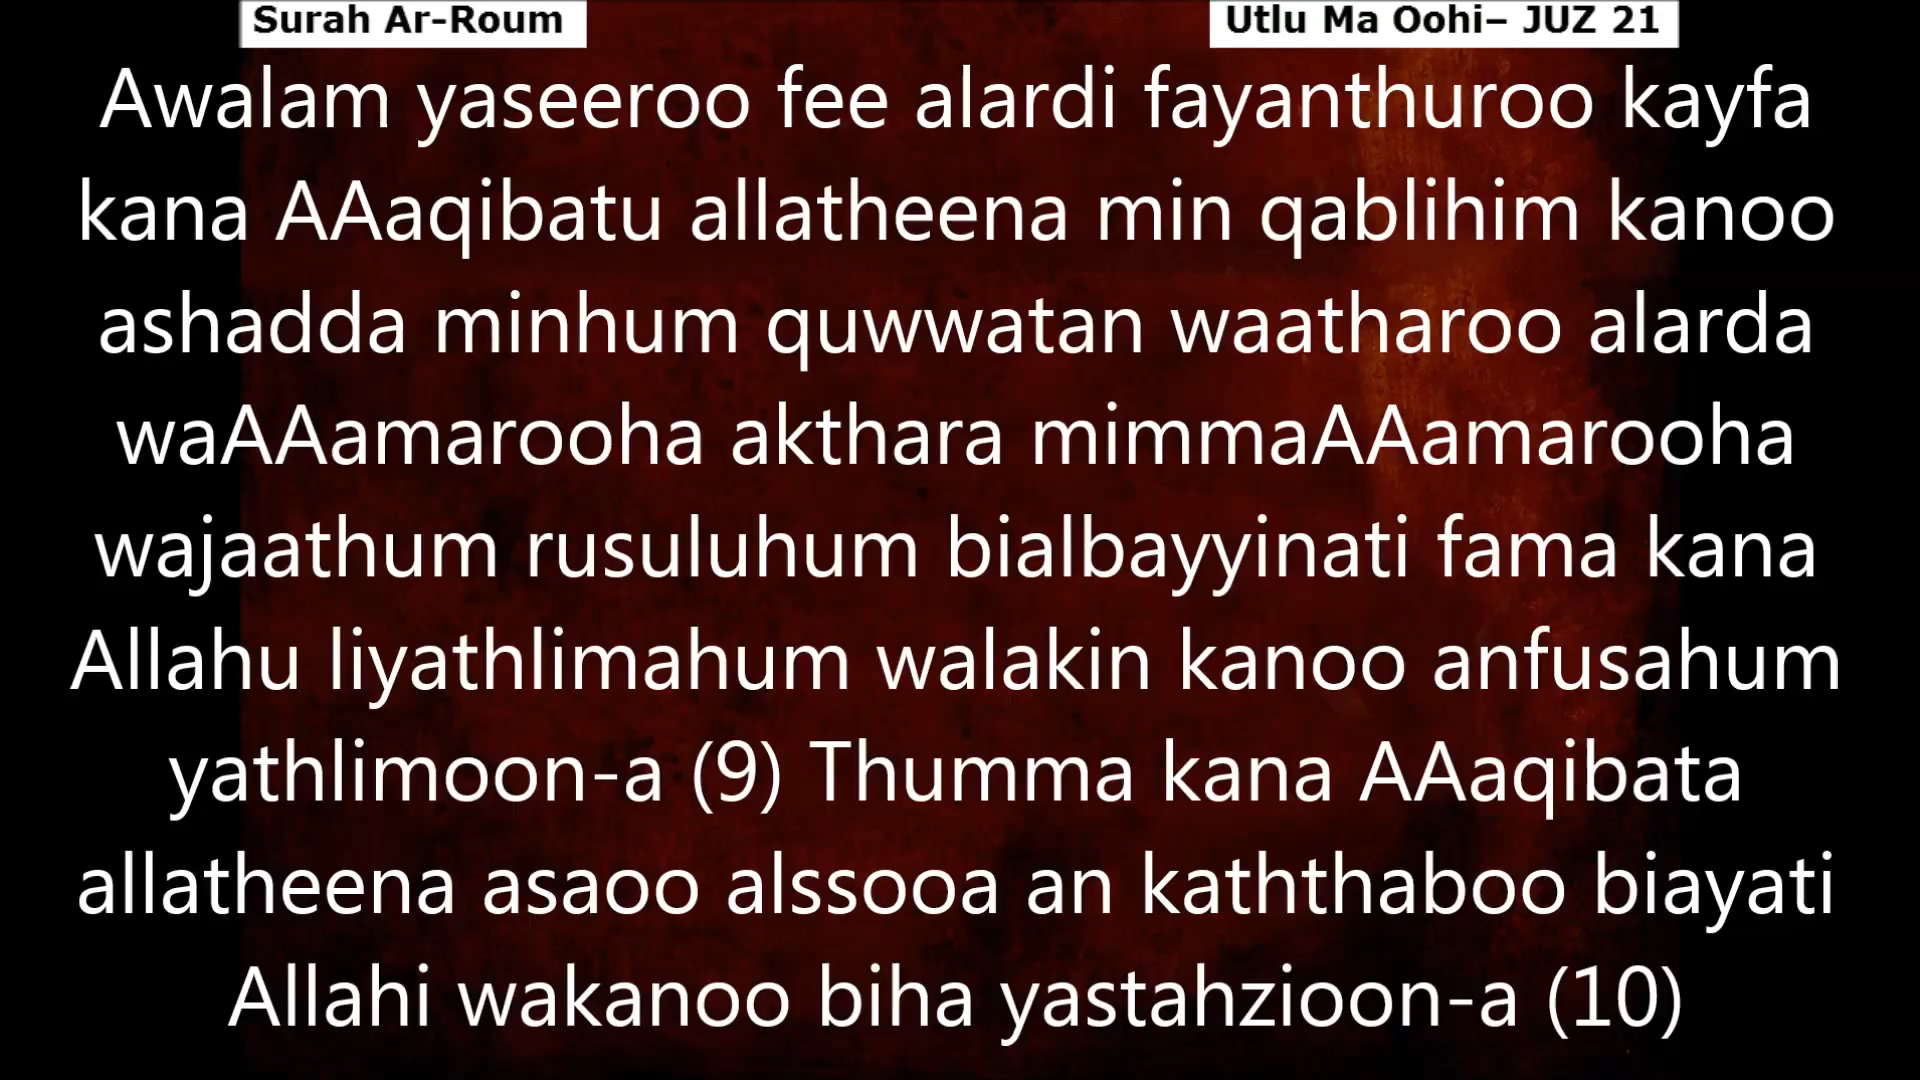 Surah Ar-Roum
Utlu Ma Oohi– JUZ 21
Awalam yaseeroo fee alardi fayanthuroo kayfa
kana AAaqibatu allatheena min qablihim kanoo
ashadda minhum quwwatan waatharoo alarda
waAAamarooha akthara mimmaAAamarooha
wajaathum rusuluhum bialbayyinati fama kana
Allahu liyathlimahum walakin kanoo anfusahum
yathlimoon-a (9) Thumma kana AAaqibata
allatheena asaoo alssooa an kaththaboo biayati
Allahi wakanoo biha yastahzioon-a (10)